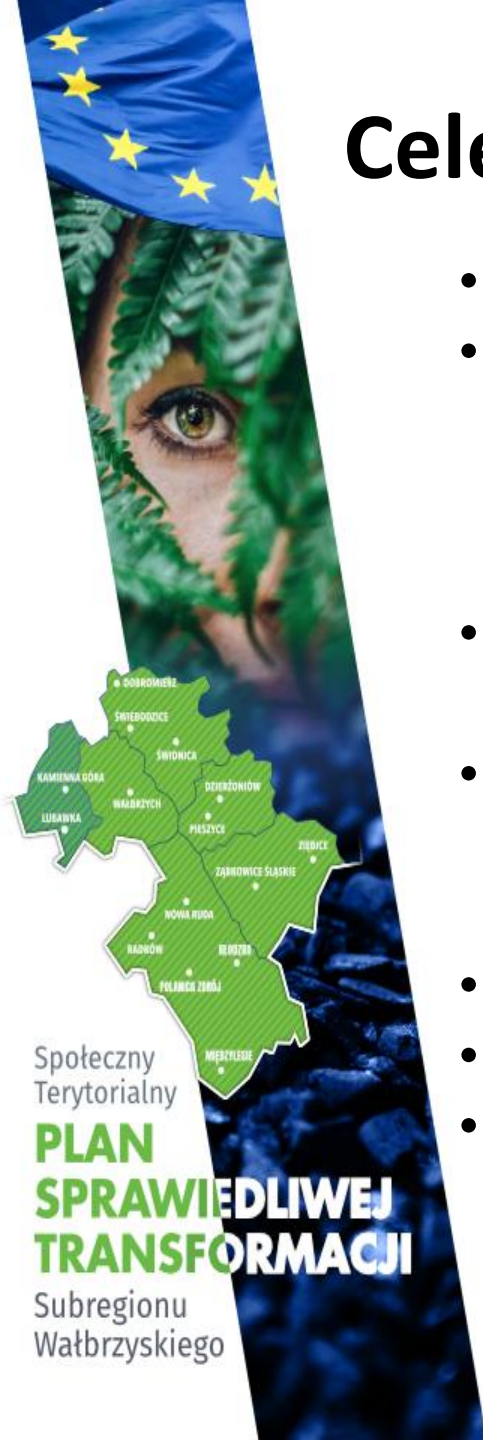 Cele
•
•
•
•
•
•
•
DOBROMIERZ
ŚWIEBODZICE
ŚWIDNICA
KAMIENNA GÓRA
DZIERŻONIÓW
WAŁBRZYCH
LUBAWKA
PIESZYCE
ZIĘBICE
ZĄBKOWICE ŚLĄSKIE
NOWA RUDA
RADKÓW
KŁODZKO
POLANICA ZDRÓJ
MIĘDZYLESIE
Społeczny
Terytorialny
PLAN
SPRAWIEDLIWEJ
TRANSFORMACJI
Subregionu
Wałbrzyskiego